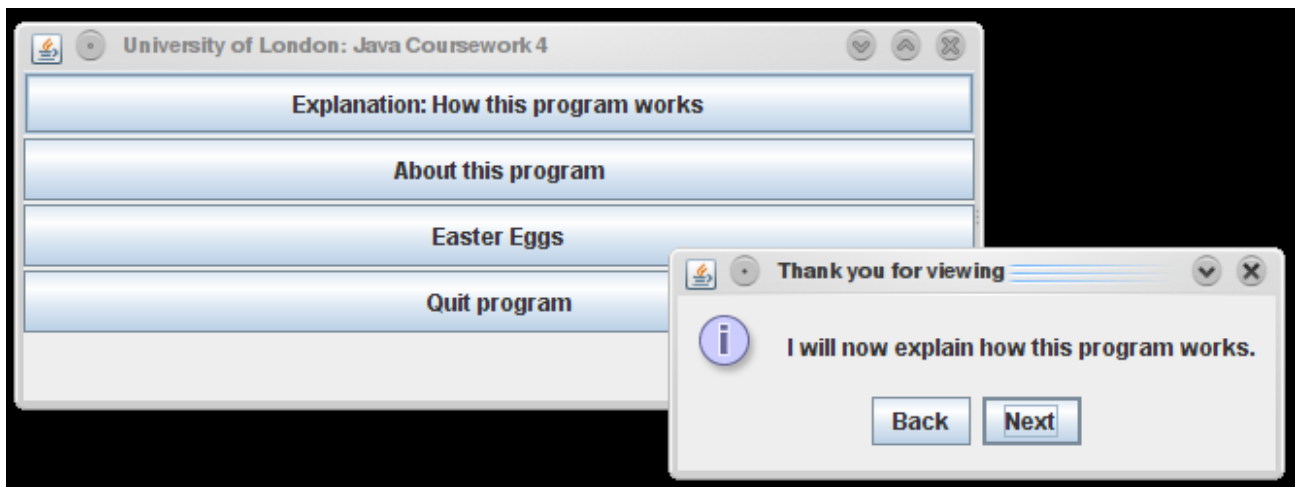 University of London: Java Coursework 4
Explanation: How this program works
About this program
Easter Eggs
Quit program
Thank you for viewing
i
I will now explain how this program works.
Back
Next